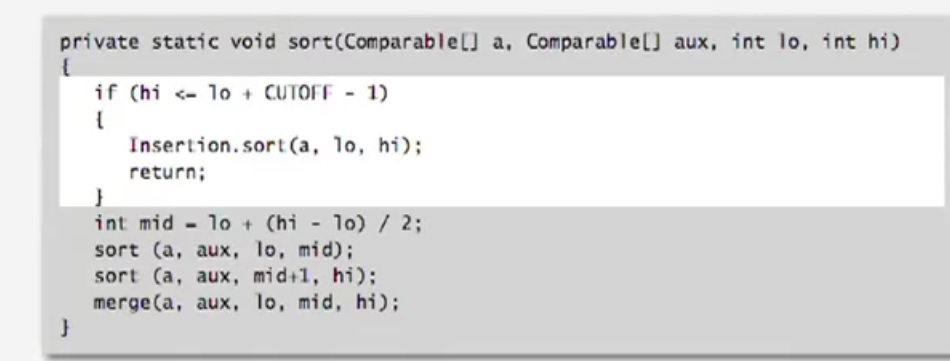 private static void sort(Comparable[] a, Comparable[] aux, int lo, int hi)
{
if (hi <= lo + CUTOFF - 1)
{
Insertion.sort(a, lo, hi);
return;
}
int mid = lo + (hi - lo) / 2;
sort (a, aux, lo, mid);
sort (a, aux, mid+1, hi);
merge(a, aux, lo, mid, hi);
}